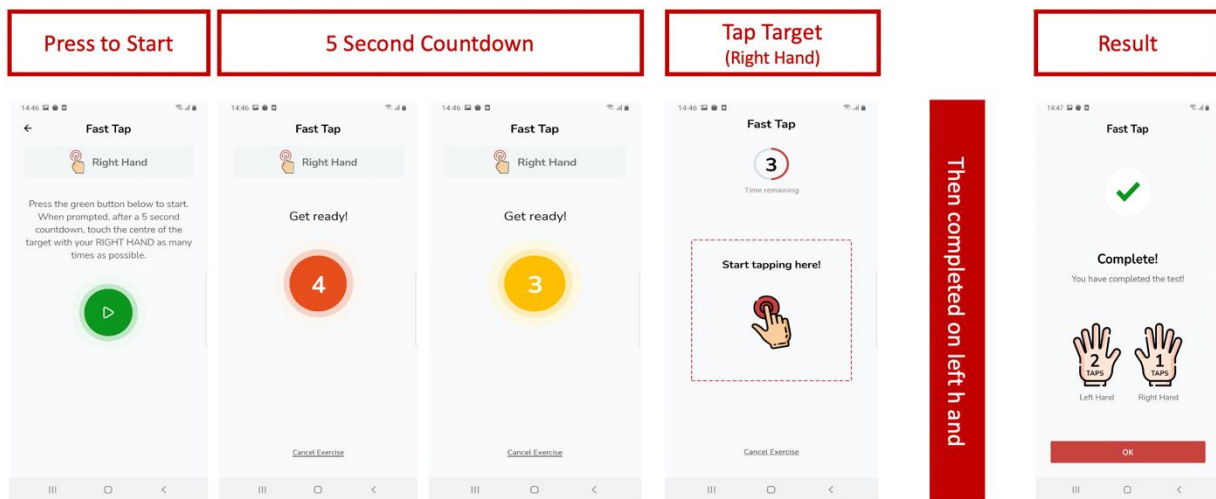 Press to Start
5 Second Countdown
Tap Target
(Right Hand)
Result
14:46
Fast Tap
Right Hand
Press the green button below to start.
When prompted, after a 5 second
countdown, touch the centre of the
target with your RIGHT HAND as many
times as possible.
14:46
Fast Tap
Right Hand
Get ready!
4
Cancel Exercise
14:46
Fast Tap
Right Hand
Get ready!
3
Cancel Exercise
14:46
Fast Tap
3
Time remaining
Start tapping here!
Cancel Exercise
Then completed on left h and
14:47
Fast Tap
Complete!
You have completed the test!
2
TAPS
1
TAPS
Left Hand
Right Hand
OK